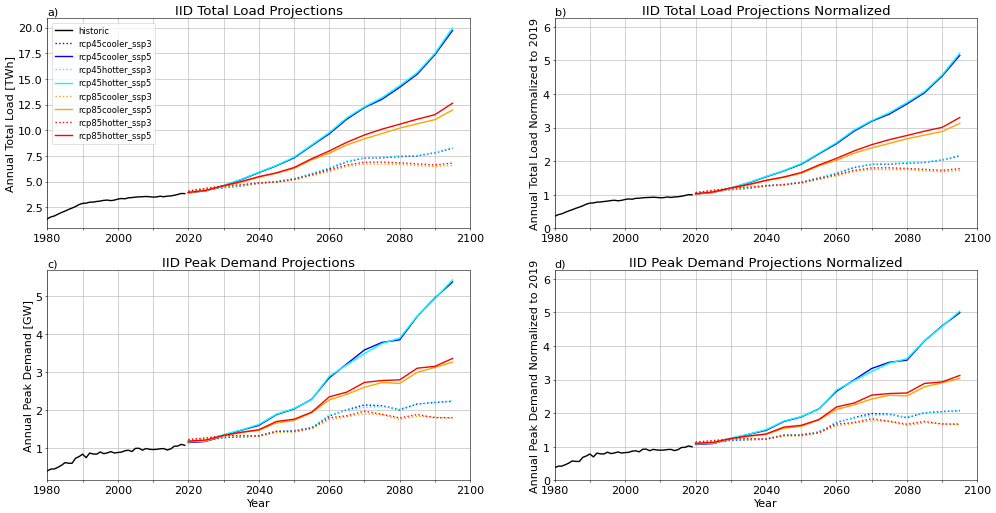 a)
IID Total Load Projections
Annual Total Load [TWh]
20.0
17.5
15.0
12.5
10.0
7.5
5.0
2.5
historic
rcp45cooler_ssp3
rcp45cooler_ssp5
rcp45hotter_ssp3
rcp45hotter_ssp5
rcp85cooler_ssp3
rcp85cooler_ssp5
rcp85hotter_ssp3
rcp85hotter_ssp5
1980 2000 2020 2040 2060 2080 2100
b)
IID Total Load Projections Normalized
Annual Total Load Normalized to 2019
6
5
4
3
2
1
0
1980 2000 2020 2040 2060 2080 2100
c)
IID Peak Demand Projections
Annual Peak Demand [GW]
5
4
3
2
1
1980 2000 2020 2040 2060 2080 2100
Year
d)
IID Peak Demand Projections Normalized
Annual Peak Demand Normalized to 2019
6
5
4
3
2
1
0
1980 2000 2020 2040 2060 2080 2100
Year